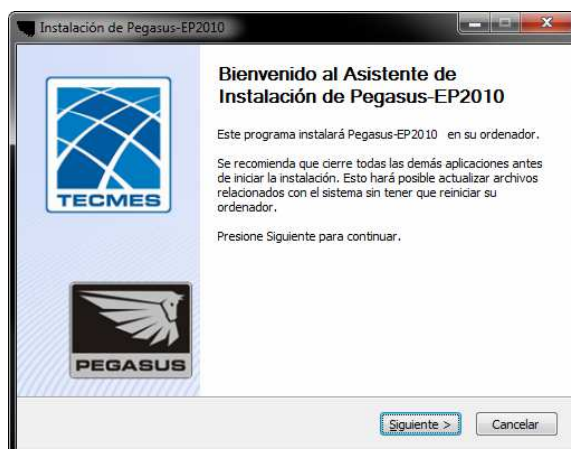 Instalación de Pegasus-EP2010
Bienvenido al Asistente de
Instalación de Pegasus-EP2010
Este programa instalará Pegasus-EP2010 en su ordenador.
Se recomienda que cierre todas las demás aplicaciones antes
de iniciar la instalación. Esto hará posible actualizar archivos
relacionados con el sistema sin tener que reiniciar su
ordenador.
Presione Siguiente para continuar.
TECMES
PEGASUS
Siguiente >
Cancelar